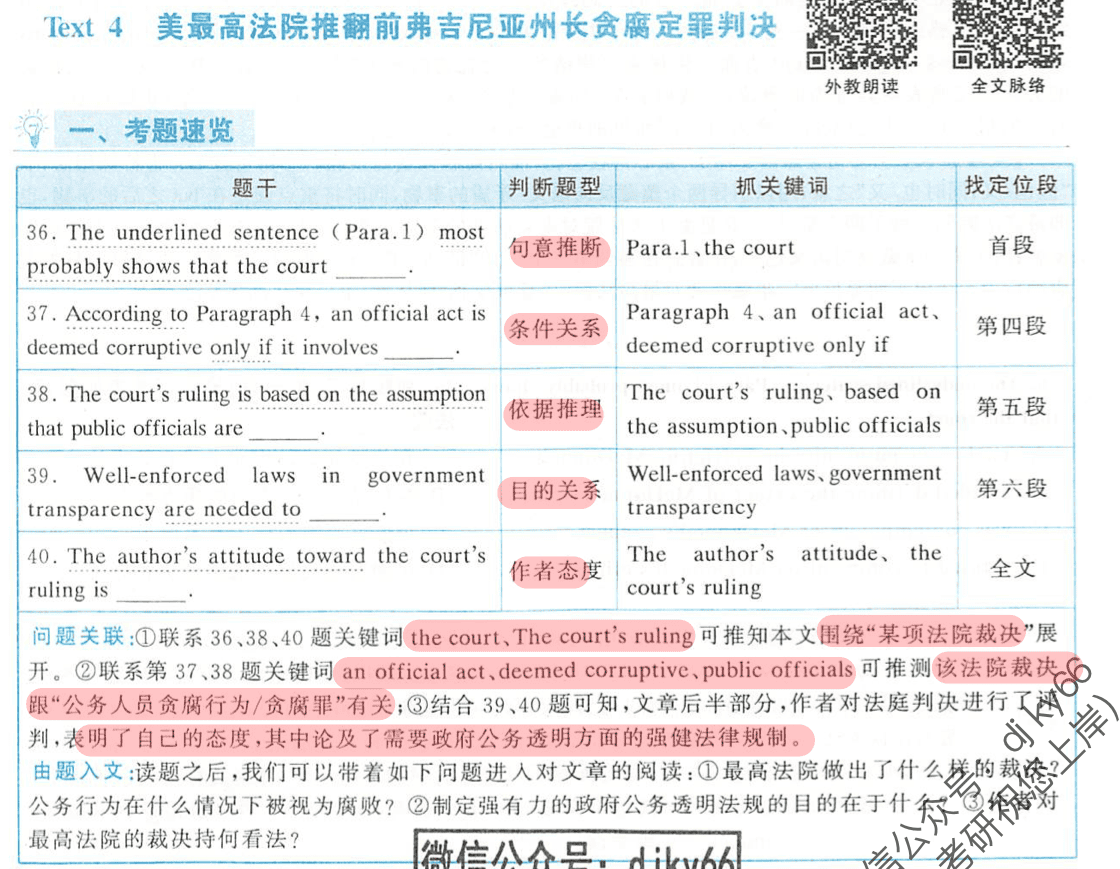 Text 4 美最高法院推翻前弗吉尼亚州长贪腐定罪判决
外教朗读 全文脉络
一、考题速览
题干 判断题型 抓关键词 找定位段
36. The underlined sentence (Para.1) most
probably shows that the court ______.
句意推断
Para.1、the court
首段
37. According to Paragraph 4, an official act is
deemed corruptive only if it involves ______.
条件关系
Paragraph 4、an official act、
deemed corruptive only if
第四段
38. The court's ruling is based on the assumption
that public officials are ______.
依据推理
The court's ruling、based on
the assumption、public officials
第五段
39. Well-enforced laws in government
transparency are needed to ______.
目的关系
Well-enforced laws、government
transparency
第六段
40. The author's attitude toward the court's
ruling is ______.
作者态度
The author's attitude、the
court's ruling
全文
问题关联:①联系 36、38、40 题关键词 the court、The court's ruling 可推知本文围绕“某项法院裁决”展
开。②联系第 37、38 题关键词 an official act、deemed corruptive、public officials 可推测该法院裁决
跟“公务人员贪腐行为/贪腐罪”有关;③结合 39、40 题可知,文章后半部分,作者对法庭判决进行了评
判,表明了自己的态度,其中论及了需要政府公务透明方面的强健法律规制。
由题入文:读题之后,我们可以带着如下问题进入对文章的阅读:①最高法院做出了什么样的裁决?
公务行为在什么情况下被视为腐败? ②制定强有力的政府公务透明法规的目的在于什么? ③作者对
最高法院的裁决持何看法?
微信公众号: djky66
信公众号 djky66
考研祝您上岸)